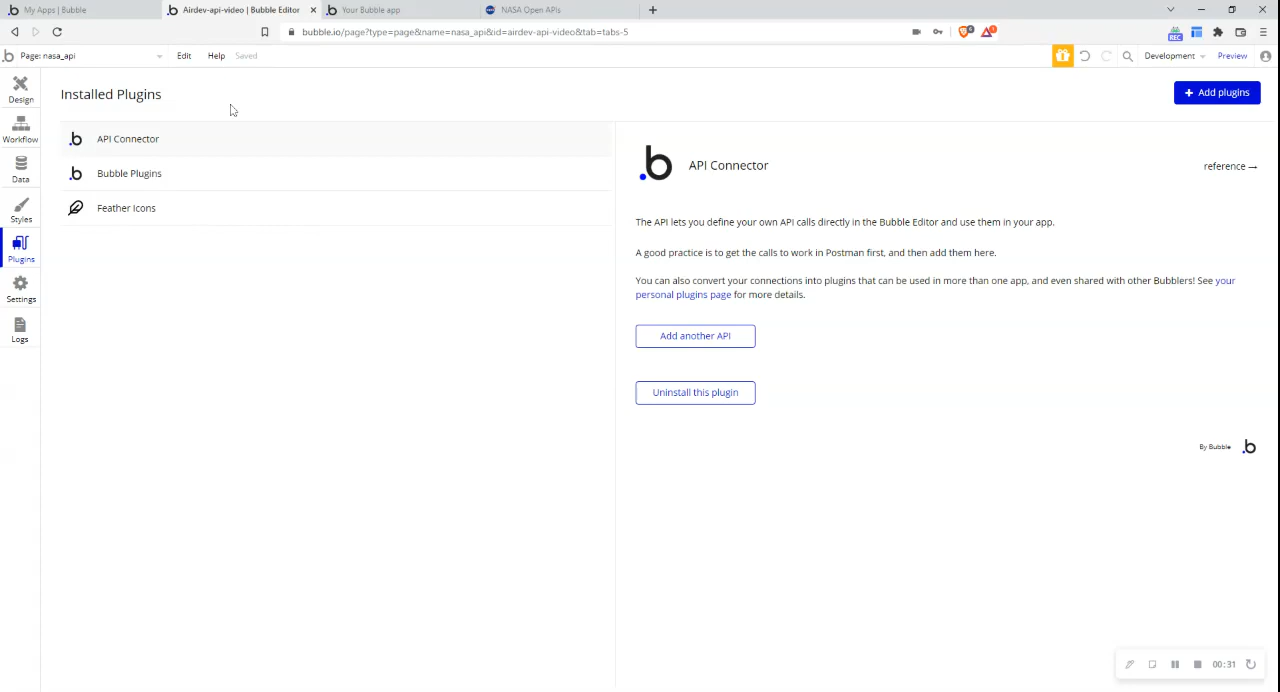 My Apps | Bubble
Airdev-api-video | Bubble Editor
Your Bubble app
NASA Open APIs
bubble.io/page?type=page&name=nasa_api&id=airdev-api-video&tab=tabs-5
REC
Page: nasa_api
Edit
Help
Saved
Development
Preview
Design
Workflow
Data
Styles
Plugins
Settings
Logs
Installed Plugins
+ Add plugins
API Connector
Bubble Plugins
Feather Icons
API Connector
reference →
The API lets you define your own API calls directly in the Bubble Editor and use them in your app.
A good practice is to get the calls to work in Postman first, and then add them here.
You can also convert your connections into plugins that can be used in more than one app, and even shared with other Bubblers! See your
personal plugins page for more details.
Add another API
Uninstall this plugin
By Bubble
.b
00:31